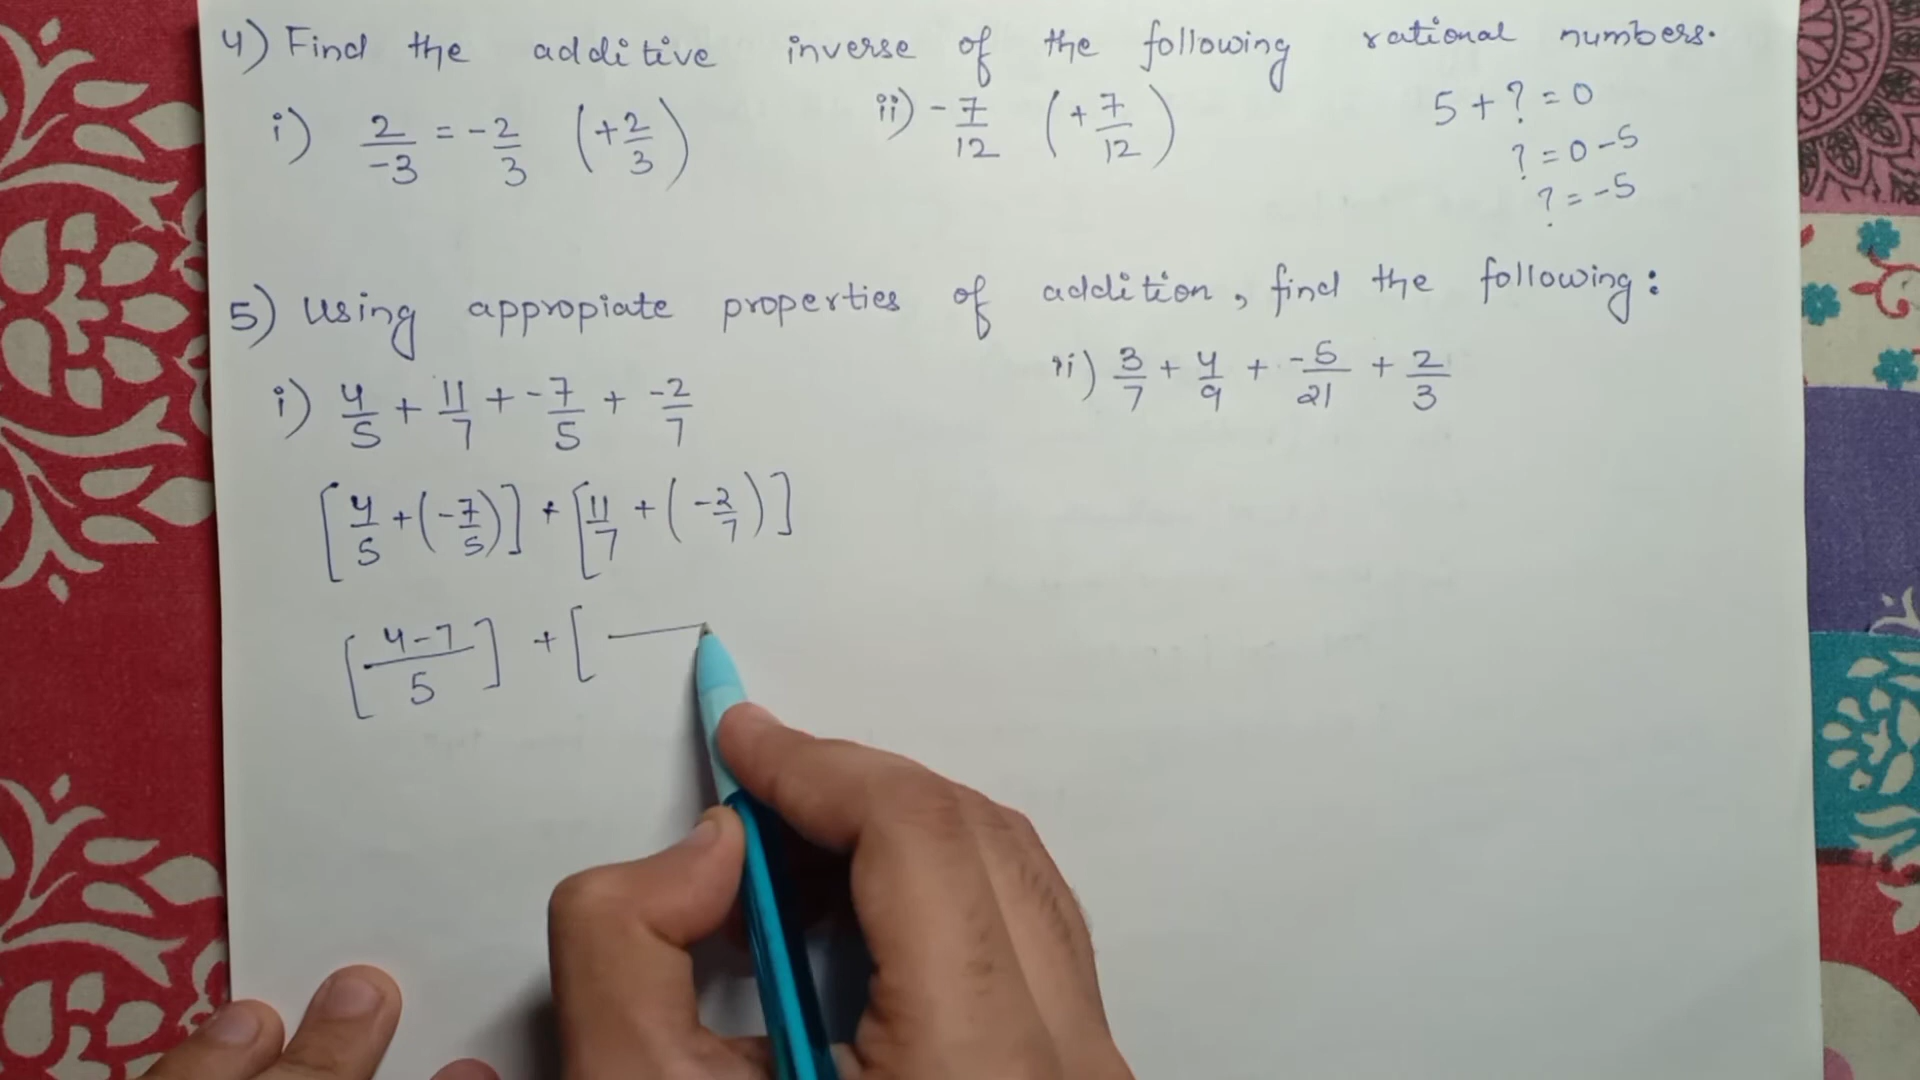 4) Find the additive inverse of the following rational numbers.
i) 2/-3 = -2/3 (+2/3) ii) -7/12 (+7/12)
5 + ? = 0
? = 0 - 5
? = -5
5) Using appropiate properties of addition, find the following:
i) 4/5 + 11/7 + -7/5 + -2/7
ii) 3/7 + 4/9 + -5/21 + 2/3
[4/5 + (-7/5)] + [11/7 + (-2/7)]
[4-7/5] + [